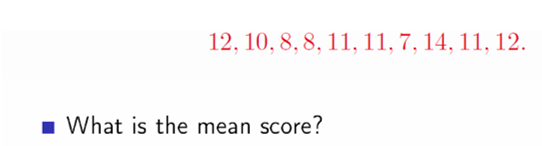 12, 10, 8, 8, 11, 11, 7, 14, 11, 12.
What is the mean score?